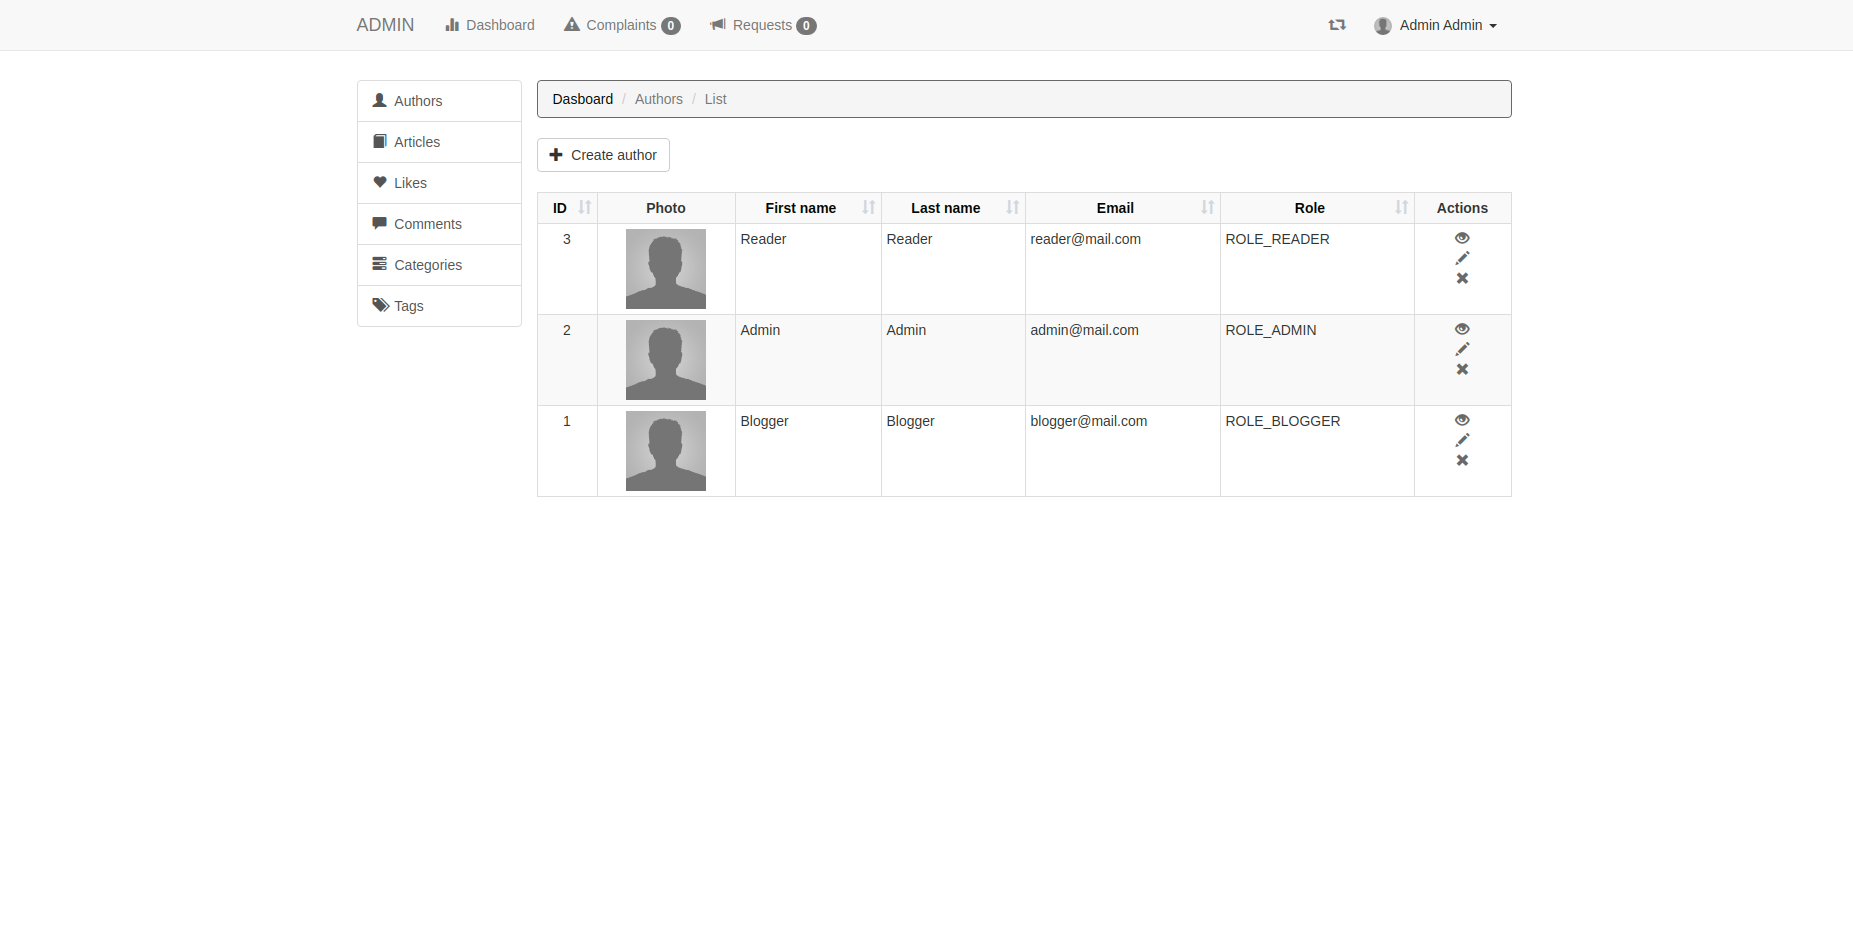 ADMIN Dashboard Complaints 0 Requests 0 Admin Admin
Authors
Articles
Likes
Comments
Categories
Tags
Dasboard / Authors / List
Create author
ID Photo First name Last name Email Role Actions
3 Reader Reader reader@mail.com ROLE_READER
2 Admin Admin admin@mail.com ROLE_ADMIN
1 Blogger Blogger blogger@mail.com ROLE_BLOGGER